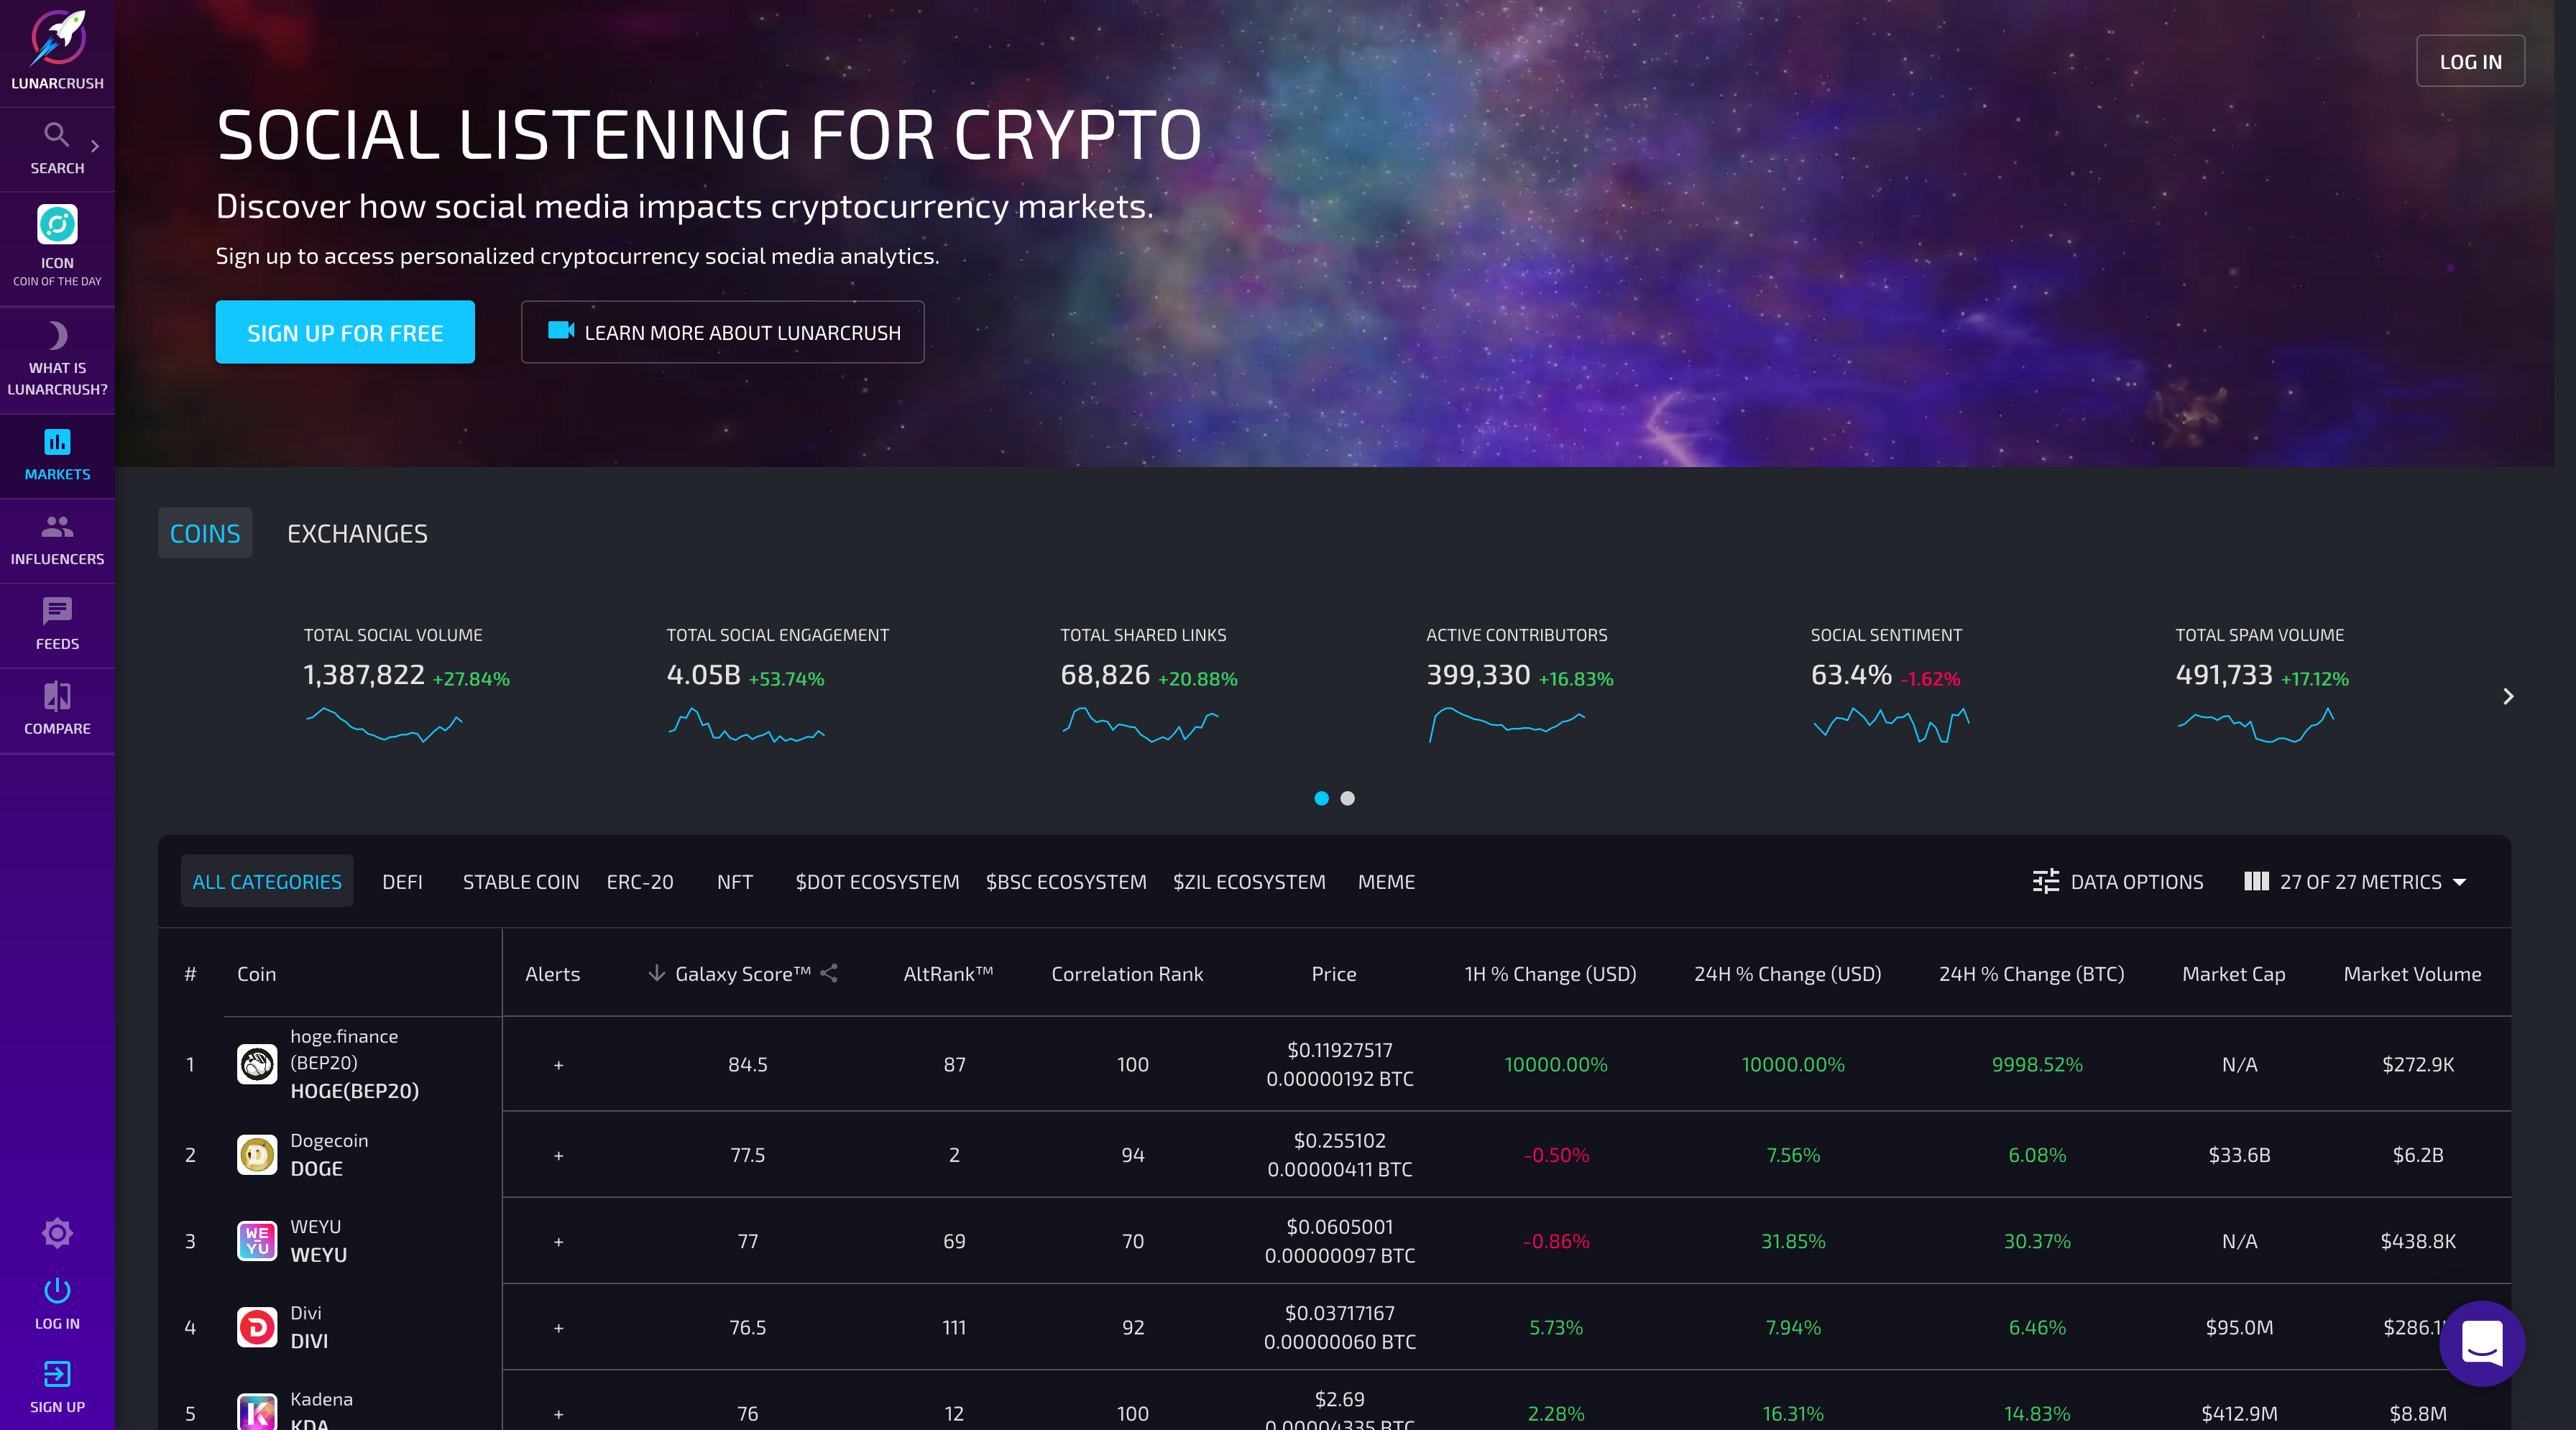 LUNARCRUSH
SEARCH
ICON
COIN OF THE DAY
WHAT IS
LUNARCRUSH?
MARKETS
INFLUENCERS
FEEDS
COMPARE
LOG IN
SIGN UP
LOG IN
SOCIAL LISTENING FOR CRYPTO
Discover how social media impacts cryptocurrency markets.
Sign up to access personalized cryptocurrency social media analytics.
SIGN UP FOR FREE LEARN MORE ABOUT LUNARCRUSH
COINS EXCHANGES
TOTAL SOCIAL VOLUME TOTAL SOCIAL ENGAGEMENT TOTAL SHARED LINKS ACTIVE CONTRIBUTORS SOCIAL SENTIMENT TOTAL SPAM VOLUME
1,387,822 +27.84% 4.05B +53.74% 68,826 +20.88% 399,330 +16.83% 63.4% -1.62% 491,733 +17.12%
ALL CATEGORIES DEFI STABLE COIN ERC-20 NFT $DOT ECOSYSTEM $BSC ECOSYSTEM $ZIL ECOSYSTEM MEME DATA OPTIONS 27 OF 27 METRICS
# Coin Alerts Galaxy Score™ AltRank™ Correlation Rank Price 1H % Change (USD) 24H % Change (USD) 24H % Change (BTC) Market Cap Market Volume
hoge.finance
(BEP20)
HOGE(BEP20)
1 + 84.5 87 100 $0.11927517
0.00000192 BTC
10000.00% 10000.00% 9998.52% N/A $272.9K
Dogecoin
DOGE
2 + 77.5 2 94 $0.255102
0.00000411 BTC
-0.50% 7.56% 6.08% $33.6B $6.2B
WE
YU
WEYU
WEYU
3 + 77 69 70 $0.0605001
0.00000097 BTC
-0.86% 31.85% 30.37% N/A $438.8K
Divi
DIVI
4 + 76.5 111 92 $0.03717167
0.00000060 BTC
5.73% 7.94% 6.46% $95.0M $286.1
Kadena
KDA
5 + 76 12 100 $2.69
0.00004335 BTC
2.28% 16.31% 14.83% $412.9M $8.8M